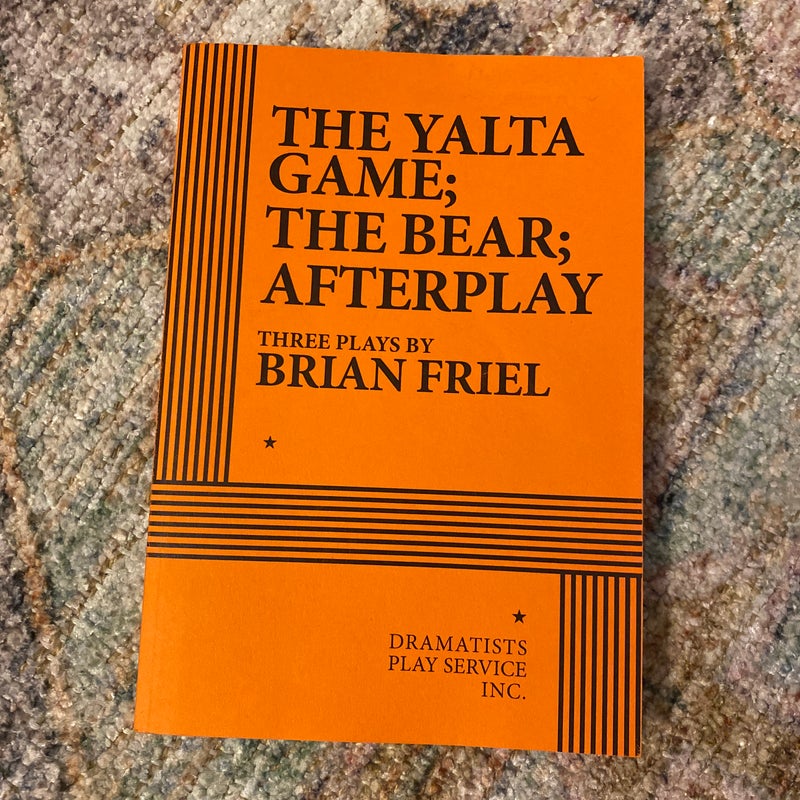 THE YALTA
GAME;
THE BEAR;
AFTERPLAY
THREE PLAYS BY
BRIAN FRIEL
DRAMATISTS
PLAY SERVICE
INC.